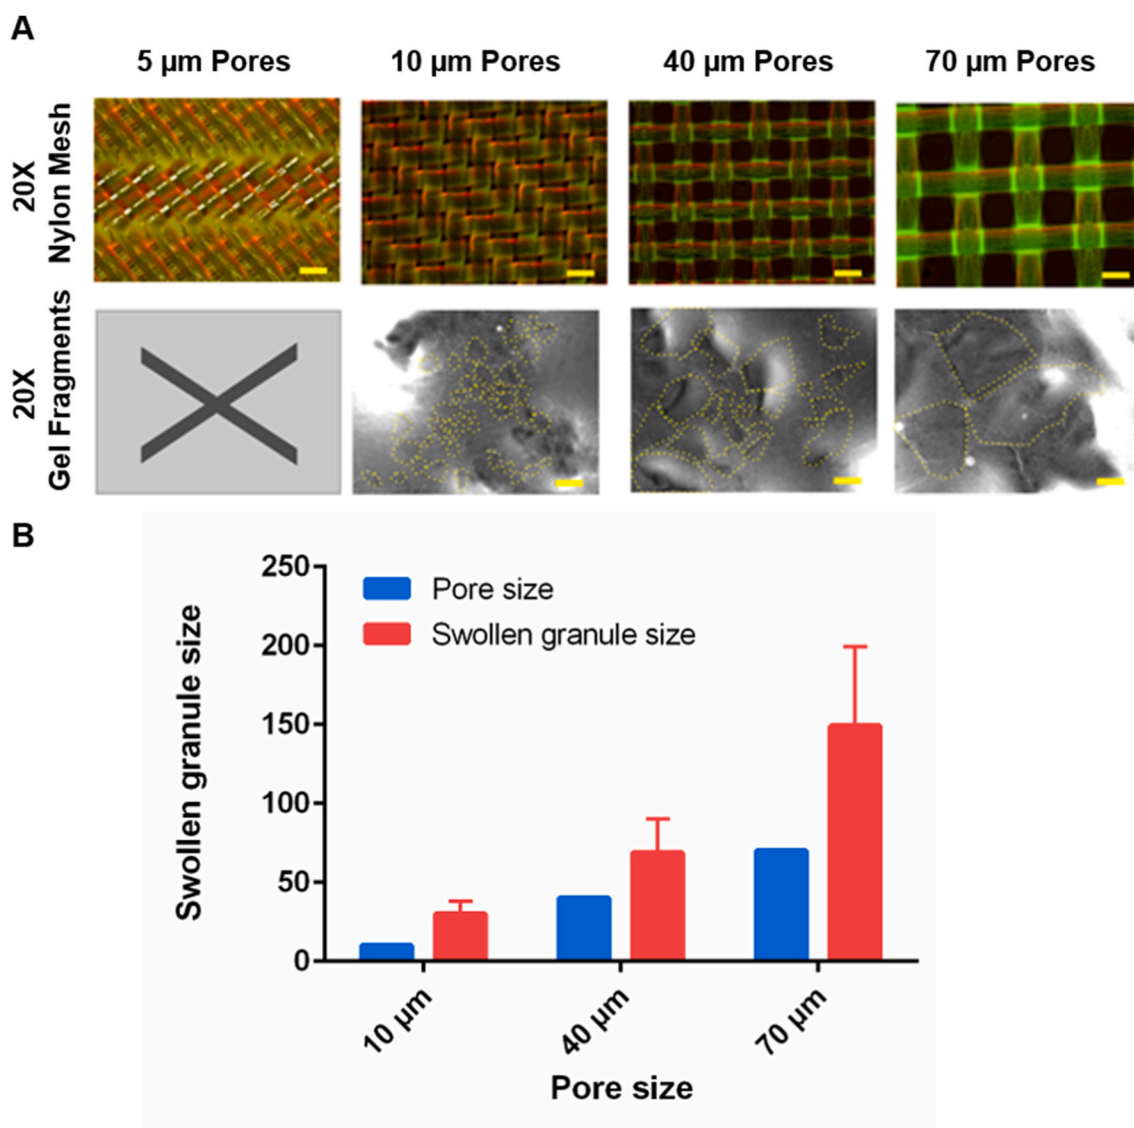 A
5 µm Pores
10 µm Pores
40 µm Pores
70 µm Pores
20X
Nylon Mesh
20X
Gel Fragments
B
Swollen granule size
250
200
150
100
50
0
Pore size
Swollen granule size
10 µm
40 µm
70 µm
Pore size